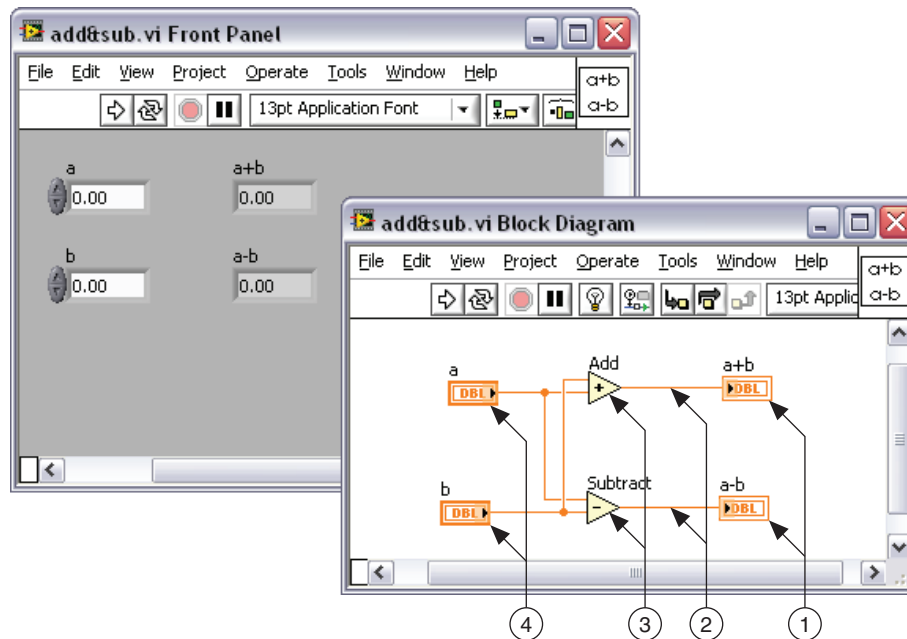 add&sub.vi Front Panel
File Edit View Project Operate Tools Window Help
13pt Application Font
a+b
a-b
a
0.00
a+b
0.00
b
0.00
a-b
0.00
add&sub.vi Block Diagram
File Edit View Project Operate Tools Window Help
13pt Applic
a+b
a-b
a
DBL
Add
+
a+b
DBL
b
DBL
Subtract
-
a-b
DBL
4 3 2 1